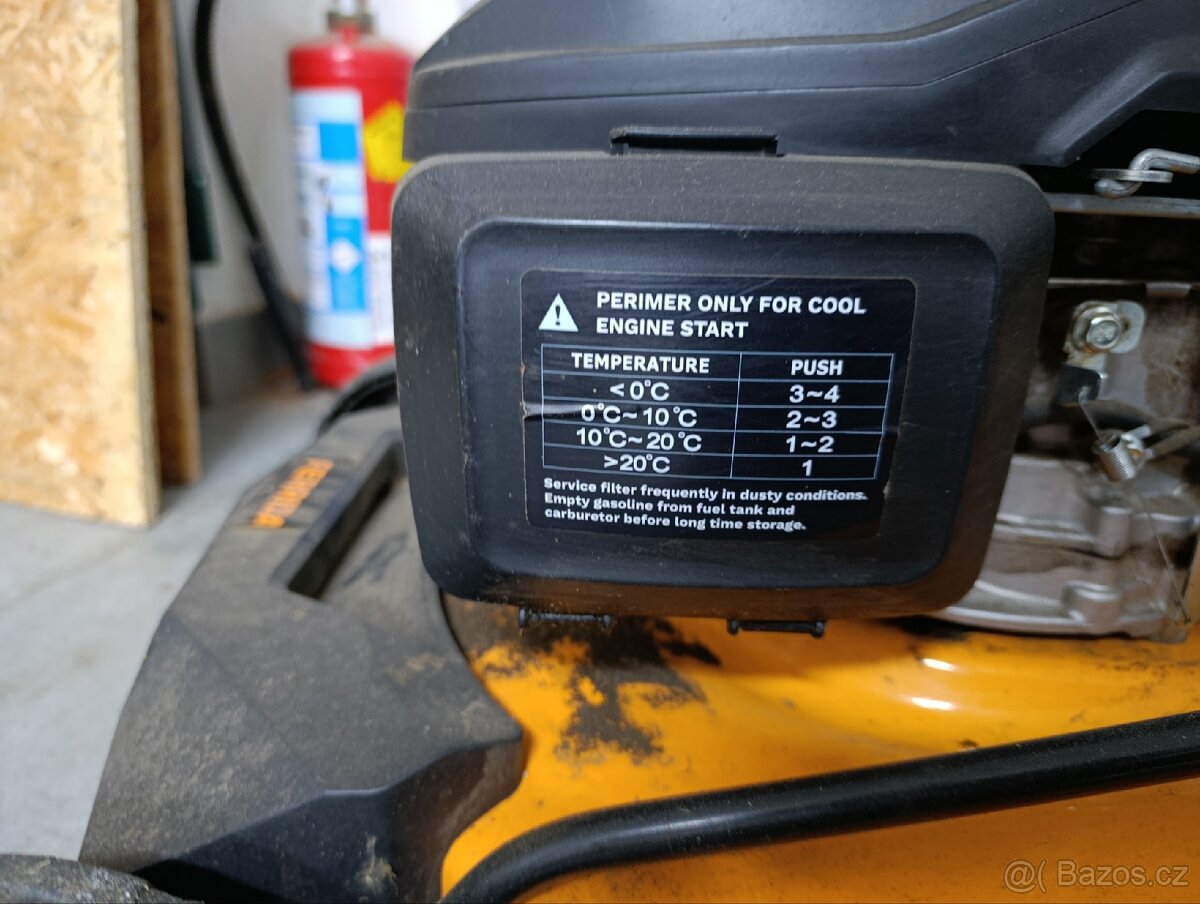 PERIMER ONLY FOR COOL
ENGINE START
TEMPERATURE PUSH
<0°C 3~4
0°C~10°C 2~3
10°C~20°C 1~2
>20°C 1
Service filter frequently in dusty conditions.
Empty gasoline from fuel tank and
carburetor before long time storage.
@( Bazos.cz